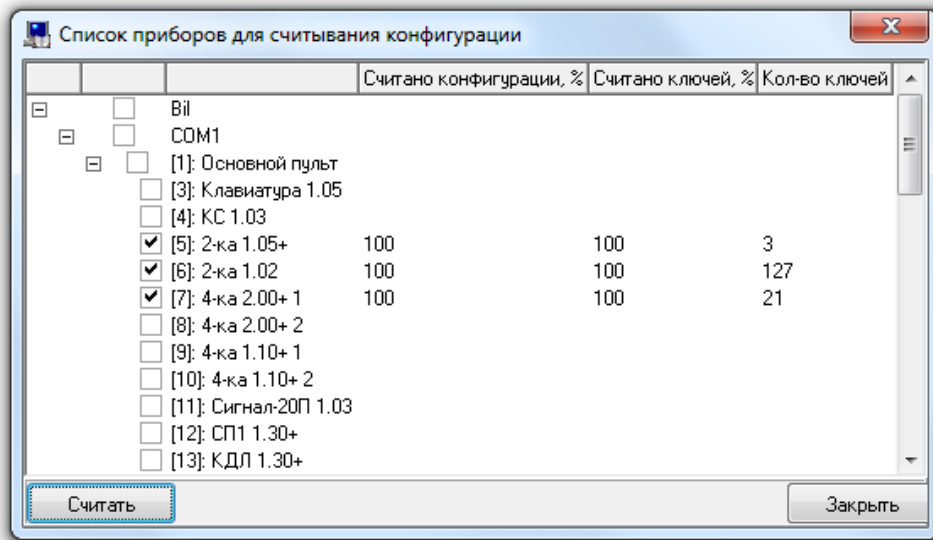 Список приборов для считывания конфигурации
Считано конфигурации, % Считано ключей, % Кол-во ключей
Bil
COM1
[1]: Основной пульт
[3]: Клавиатура 1.05
[4]: КС 1.03
[5]: 2-ка 1.05+ 100 100 3
[6]: 2-ка 1.02 100 100 127
[7]: 4-ка 2.00+ 1 100 100 21
[8]: 4-ка 2.00+ 2
[9]: 4-ка 1.10+ 1
[10]: 4-ка 1.10+ 2
[11]: Сигнал-20П 1.03
[12]: СП1 1.30+
[13]: КДЛ 1.30+
Считать Закрыть